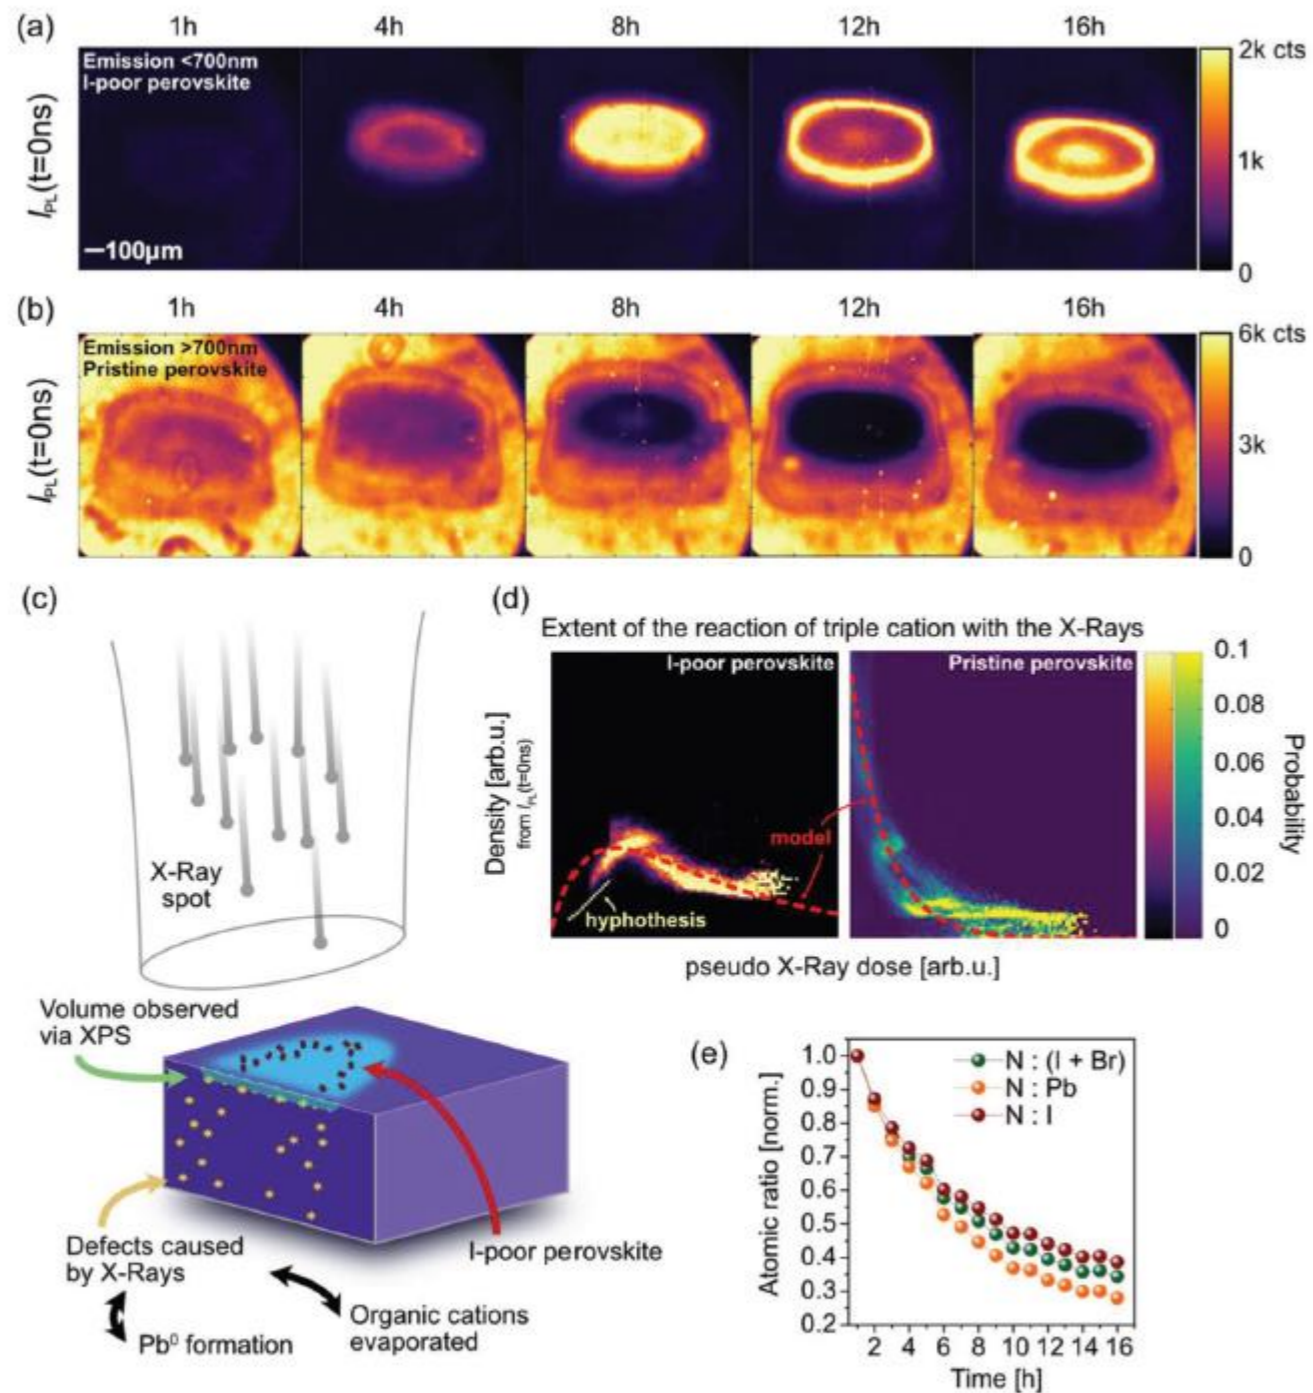 (a)
1h 4h 8h 12h 16h
Emission <700nm
I-poor perovskite
I_PL(t=0ns)
100µm
2k cts
1k
0
(b)
1h 4h 8h 12h 16h
Emission >700nm
Pristine perovskite
I_PL(t=0ns)
6k cts
3k
0
(c)
X-Ray
spot
Volume observed
via XPS
Defects caused
by X-Rays
Pb⁰ formation
Organic cations
evaporated
I-poor perovskite
(d)
Extent of the reaction of triple cation with the X-Rays
I-poor perovskite
Pristine perovskite
Density [arb.u.]
from I_PL(t=0ns)
model
hyphothesis
pseudo X-Ray dose [arb.u.]
0.1
0.08
0.06
0.04
0.02
0
Probability
(e)
N : (I + Br)
N : Pb
N : I
Atomic ratio [norm.]
1.0
0.9
0.8
0.7
0.6
0.5
0.4
0.3
0.2
2 4 6 8 10 12 14 16
Time [h]